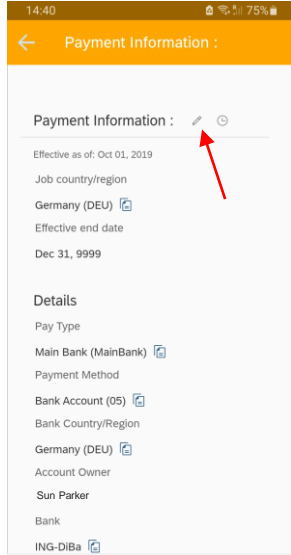 14:40 75%
Payment Information :
Payment Information :
Effective as of: Oct 01, 2019
Job country/region
Germany (DEU)
Effective end date
Dec 31, 9999
Details
Pay Type
Main Bank (MainBank)
Payment Method
Bank Account (05)
Bank Country/Region
Germany (DEU)
Account Owner
Sun Parker
Bank
ING-DiBa